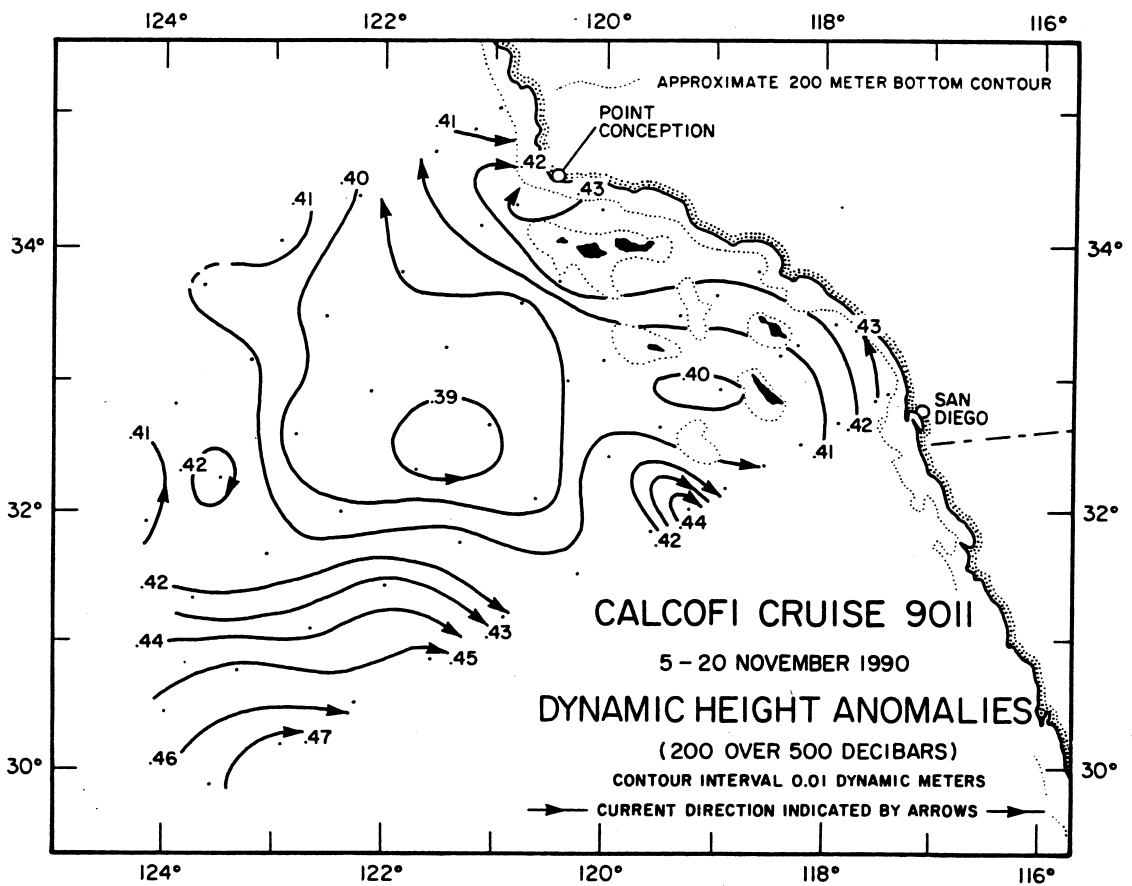 124° 122° 120° 118° 116°
APPROXIMATE 200 METER BOTTOM CONTOUR
POINT
CONCEPTION
.41
.42
.40
.43
.41
34° 34°
.43
.40
.39
SAN
DIEGO
.42
.41
.41
.42
32° 32°
.44
.42
.42
CALCOFI CRUISE 9011
.44 .43
.45
5 – 20 NOVEMBER 1990
DYNAMIC HEIGHT ANOMALIES
.47
.46
(200 OVER 500 DECIBARS)
30° 30°
CONTOUR INTERVAL 0.01 DYNAMIC METERS
CURRENT DIRECTION INDICATED BY ARROWS
124° 122° 120° 118° 116°